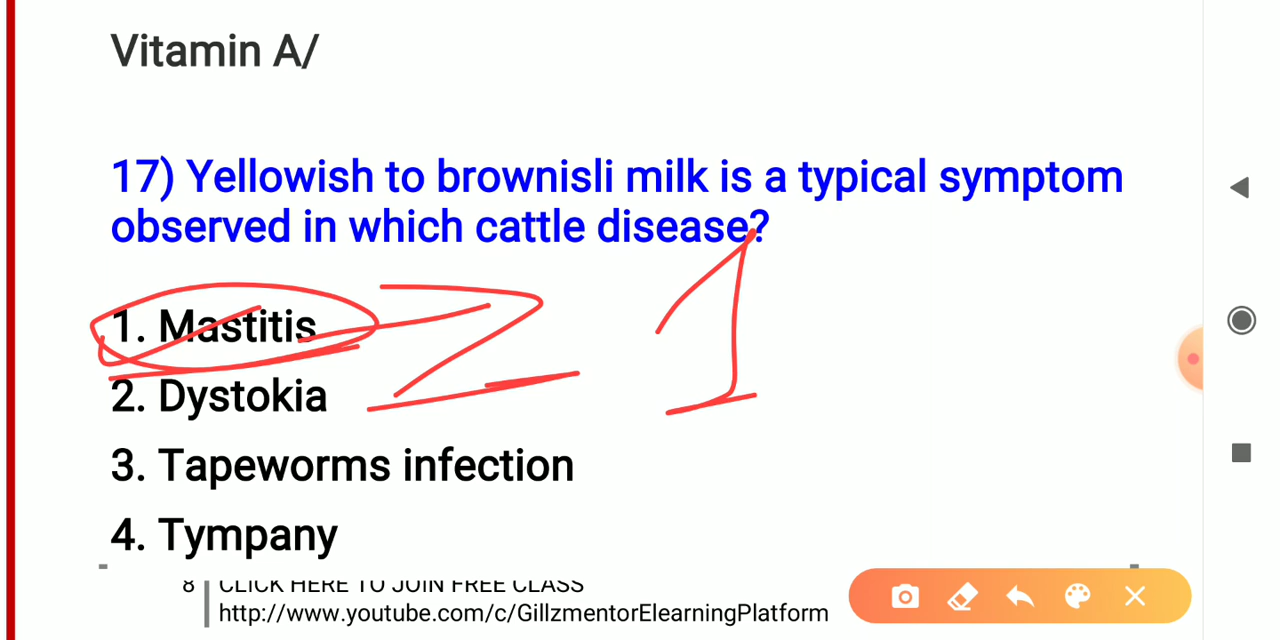 Vitamin A/
17) Yellowish to brownisli milk is a typical symptom
observed in which cattle disease?
1. Mastitis
1
2. Dystokia
3. Tapeworms infection
4. Tympany
8
CLICK HERE TO JOIN FREE CLASS
http://www.youtube.com/c/GillzmentorElearningPlatform